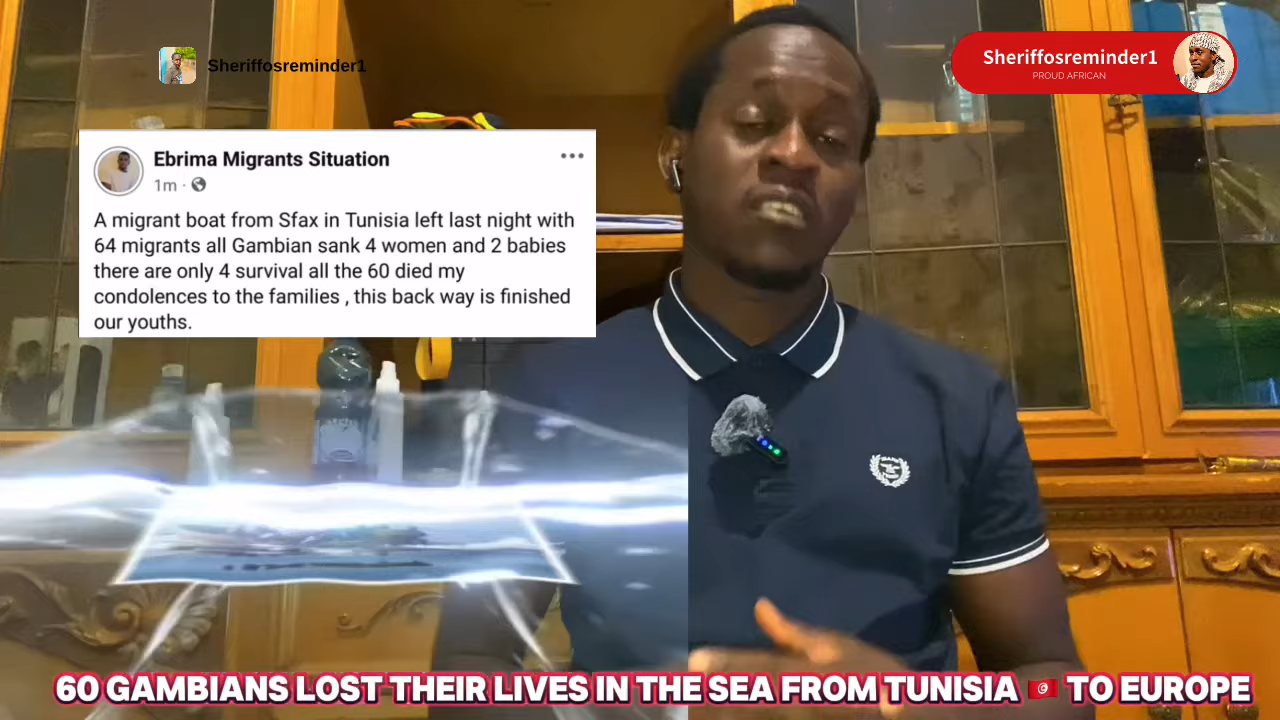 Sheriffosreminder1
Sheriffosreminder1
PROUD AFRICAN
Ebrima Migrants Situation
1m ·
A migrant boat from Sfax in Tunisia left last night with
64 migrants all Gambian sank 4 women and 2 babies
there are only 4 survival all the 60 died my
condolences to the families , this back way is finished
our youths.
60 GAMBIANS LOST THEIR LIVES IN THE SEA FROM TUNISIA 🇹🇳 TO EUROPE